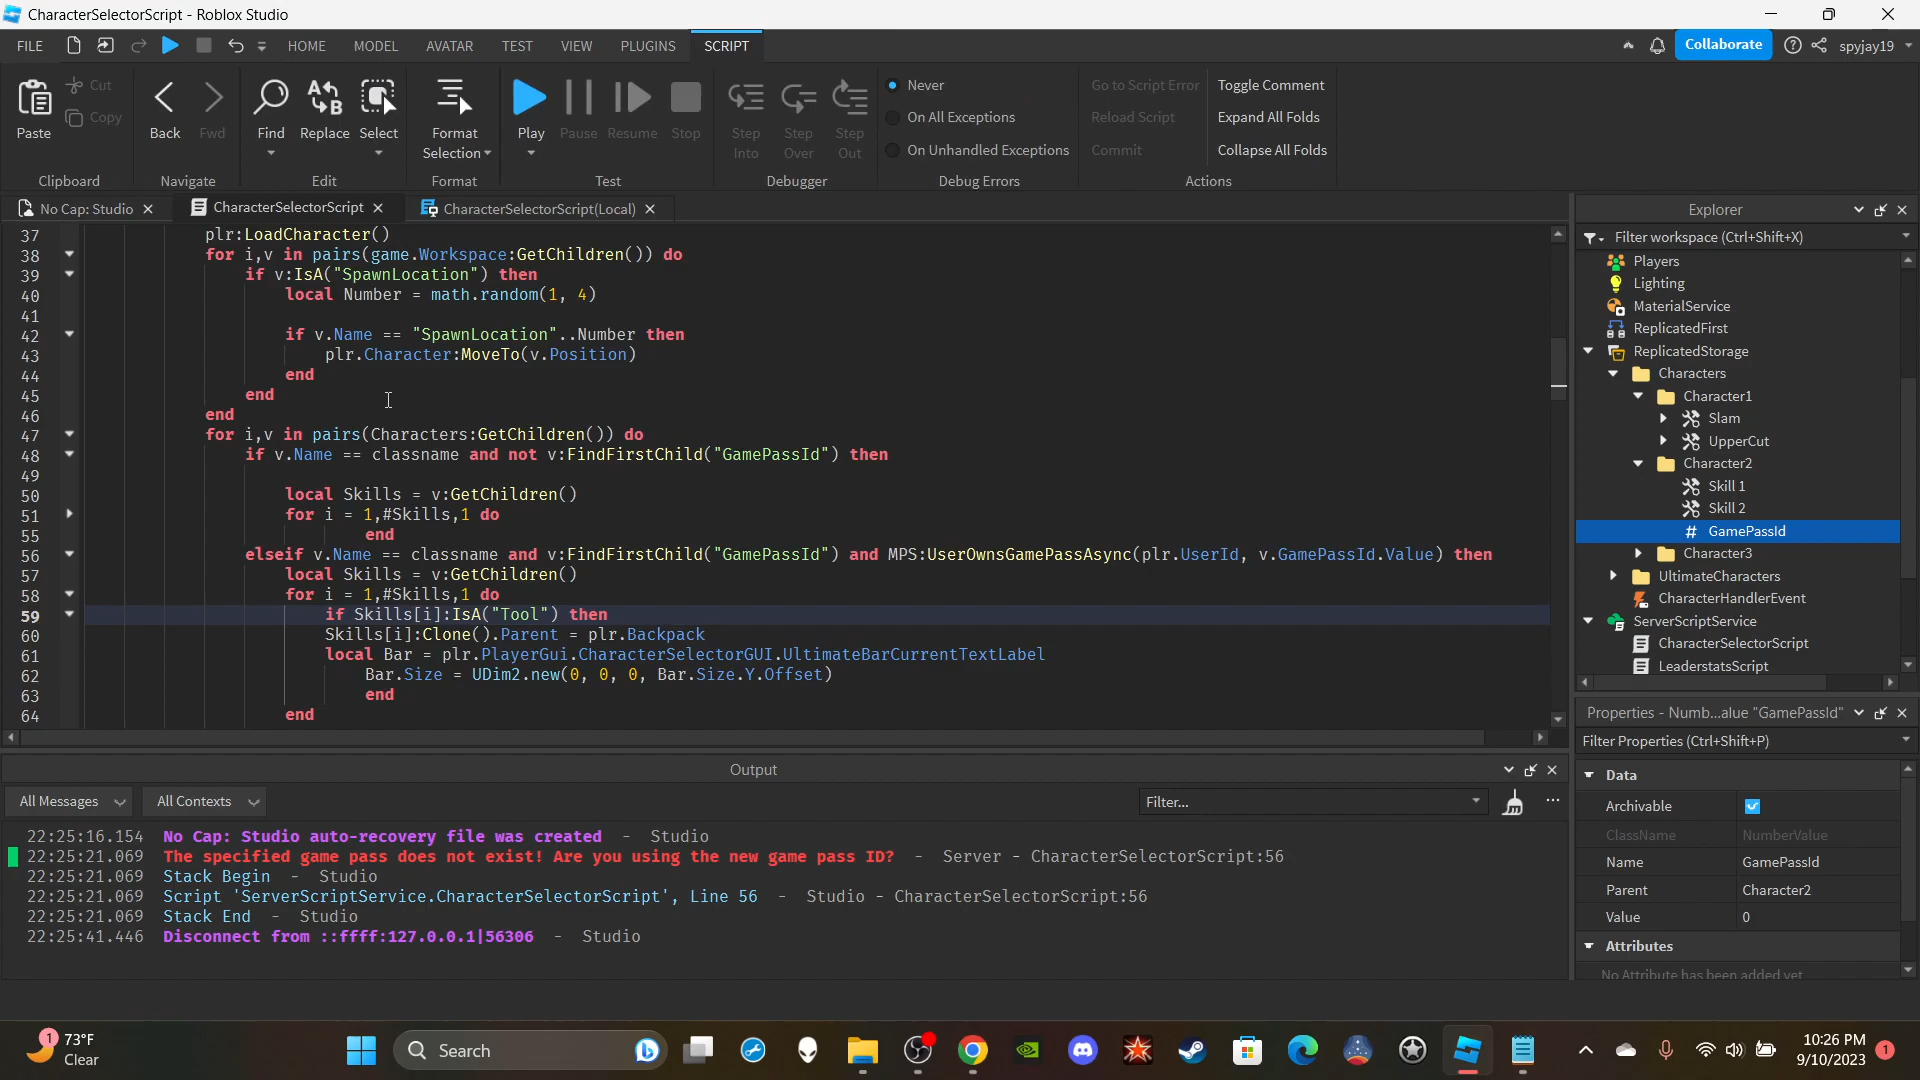 CharacterSelectorScript - Roblox Studio
FILE HOME MODEL AVATAR TEST VIEW PLUGINS SCRIPT Collaborate spyjay19
Paste Cut Copy Back Fwd Find Replace Select Format Selection Play Pause Resume Stop Step Into Step Over Step Out
Never
On All Exceptions
On Unhandled Exceptions
Go to Script Error
Reload Script
Commit
Toggle Comment
Expand All Folds
Collapse All Folds
Clipboard Navigate Edit Format Test Debugger Debug Errors Actions
No Cap: Studio CharacterSelectorScript CharacterSelectorScript(Local)
37 plr:LoadCharacter()
38 for i,v in pairs(game.Workspace:GetChildren()) do
39 if v:IsA("SpawnLocation") then
40 local Number = math.random(1, 4)
41
42 if v.Name == "SpawnLocation"..Number then
43 plr.Character:MoveTo(v.Position)
44 end
45 end
46 end
47 for i,v in pairs(Characters:GetChildren()) do
48 if v.Name == classname and not v:FindFirstChild("GamePassId") then
49
50 local Skills = v:GetChildren()
51 for i = 1,#Skills,1 do
55 end
56 elseif v.Name == classname and v:FindFirstChild("GamePassId") and MPS:UserOwnsGamePassAsync(plr.UserId, v.GamePassId.Value) then
57 local Skills = v:GetChildren()
58 for i = 1,#Skills,1 do
59 if Skills[i]:IsA("Tool") then
60 Skills[i]:Clone().Parent = plr.Backpack
61 local Bar = plr.PlayerGui.CharacterSelectorGUI.UltimateBarCurrentTextLabel
62 Bar.Size = UDim2.new(0, 0, 0, Bar.Size.Y.Offset)
63 end
64 end
Explorer
Filter workspace (Ctrl+Shift+X)
Players
Lighting
MaterialService
ReplicatedFirst
ReplicatedStorage
Characters
Character1
Slam
UpperCut
Character2
Skill 1
Skill 2
# GamePassId
Character3
UltimateCharacters
CharacterHandlerEvent
ServerScriptService
CharacterSelectorScript
LeaderstatsScript
Properties - Numb...alue "GamePassId"
Filter Properties (Ctrl+Shift+P)
Data
Archivable
ClassName NumberValue
Name GamePassId
Parent Character2
Value 0
Attributes
No Attribute has been added yet
Output
All Messages All Contexts Filter... ...
22:25:16.154 No Cap: Studio auto-recovery file was created - Studio
22:25:21.069 The specified game pass does not exist! Are you using the new game pass ID? - Server - CharacterSelectorScript:56
22:25:21.069 Stack Begin - Studio
22:25:21.069 Script 'ServerScriptService.CharacterSelectorScript', Line 56 - Studio - CharacterSelectorScript:56
22:25:21.069 Stack End - Studio
22:25:41.446 Disconnect from ::ffff:127.0.0.1|56306 - Studio
1 73°F
Clear
Search
10:26 PM
9/10/2023
1